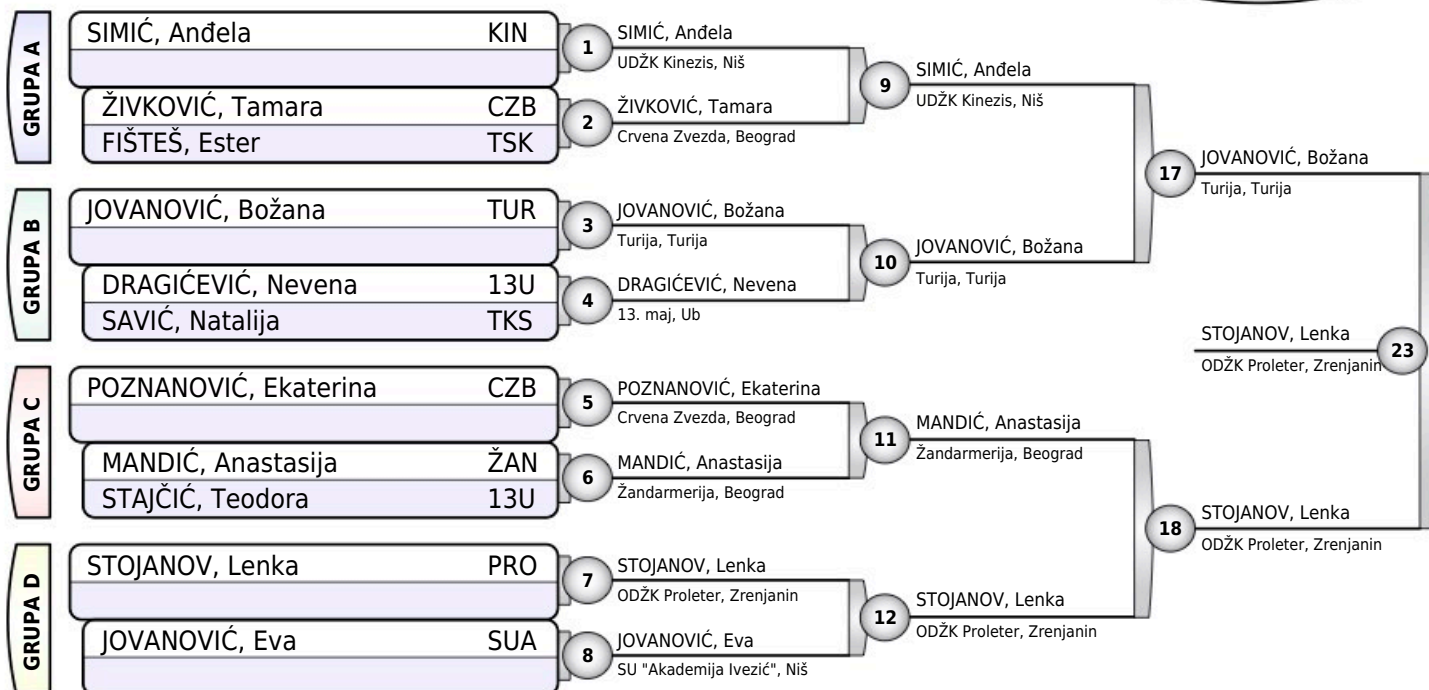 GRUPA A
SIMIĆ, Anđela KIN
ŽIVKOVIĆ, Tamara CZB
FIŠTEŠ, Ester TSK
GRUPA B
JOVANOVIĆ, Božana TUR
DRAGIĆEVIĆ, Nevena 13U
SAVIĆ, Natalija TKS
GRUPA C
POZNANOVIĆ, Ekaterina CZB
MANDIĆ, Anastasija ŽAN
STAJČIĆ, Teodora 13U
GRUPA D
STOJANOV, Lenka PRO
JOVANOVIĆ, Eva SUA
1
SIMIĆ, Anđela
UDŽK Kinezis, Niš
2
ŽIVKOVIĆ, Tamara
Crvena Zvezda, Beograd
3
JOVANOVIĆ, Božana
Turija, Turija
4
DRAGIĆEVIĆ, Nevena
13. maj, Ub
5
POZNANOVIĆ, Ekaterina
Crvena Zvezda, Beograd
6
MANDIĆ, Anastasija
Žandarmerija, Beograd
7
STOJANOV, Lenka
ODŽK Proleter, Zrenjanin
8
JOVANOVIĆ, Eva
SU "Akademija Ivezić", Niš
9
SIMIĆ, Anđela
UDŽK Kinezis, Niš
10
JOVANOVIĆ, Božana
Turija, Turija
11
MANDIĆ, Anastasija
Žandarmerija, Beograd
12
STOJANOV, Lenka
ODŽK Proleter, Zrenjanin
17
JOVANOVIĆ, Božana
Turija, Turija
18
STOJANOV, Lenka
ODŽK Proleter, Zrenjanin
STOJANOV, Lenka
ODŽK Proleter, Zrenjanin
23